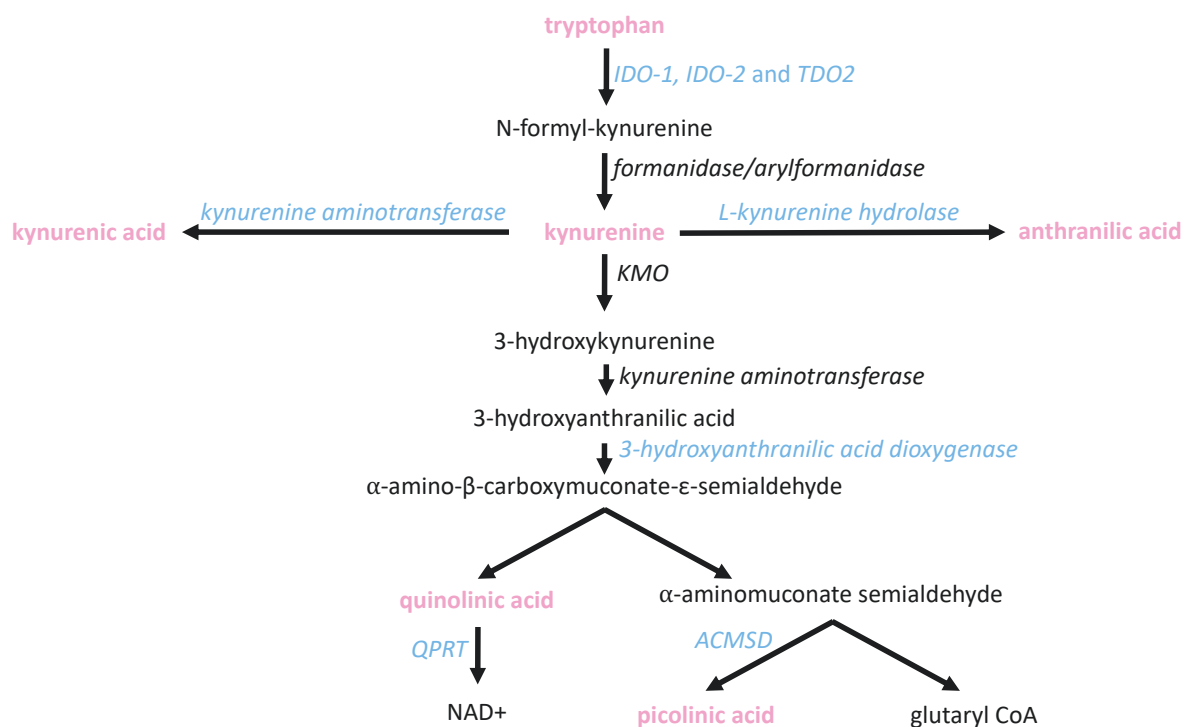 tryptophan
IDO-1, IDO-2 and TDO2
N-formyl-kynurenine
formanidase/arylformanidase
kynurenine aminotransferase
L-kynurenine hydrolase
kynurenic acid
kynurenine
anthranilic acid
KMO
3-hydroxykynurenine
kynurenine aminotransferase
3-hydroxyanthranilic acid
3-hydroxyanthranilic acid dioxygenase
α-amino-β-carboxymuconate-ε-semialdehyde
quinolinic acid
α-aminomuconate semialdehyde
QPRT
ACMSD
NAD+
picolinic acid
glutaryl CoA